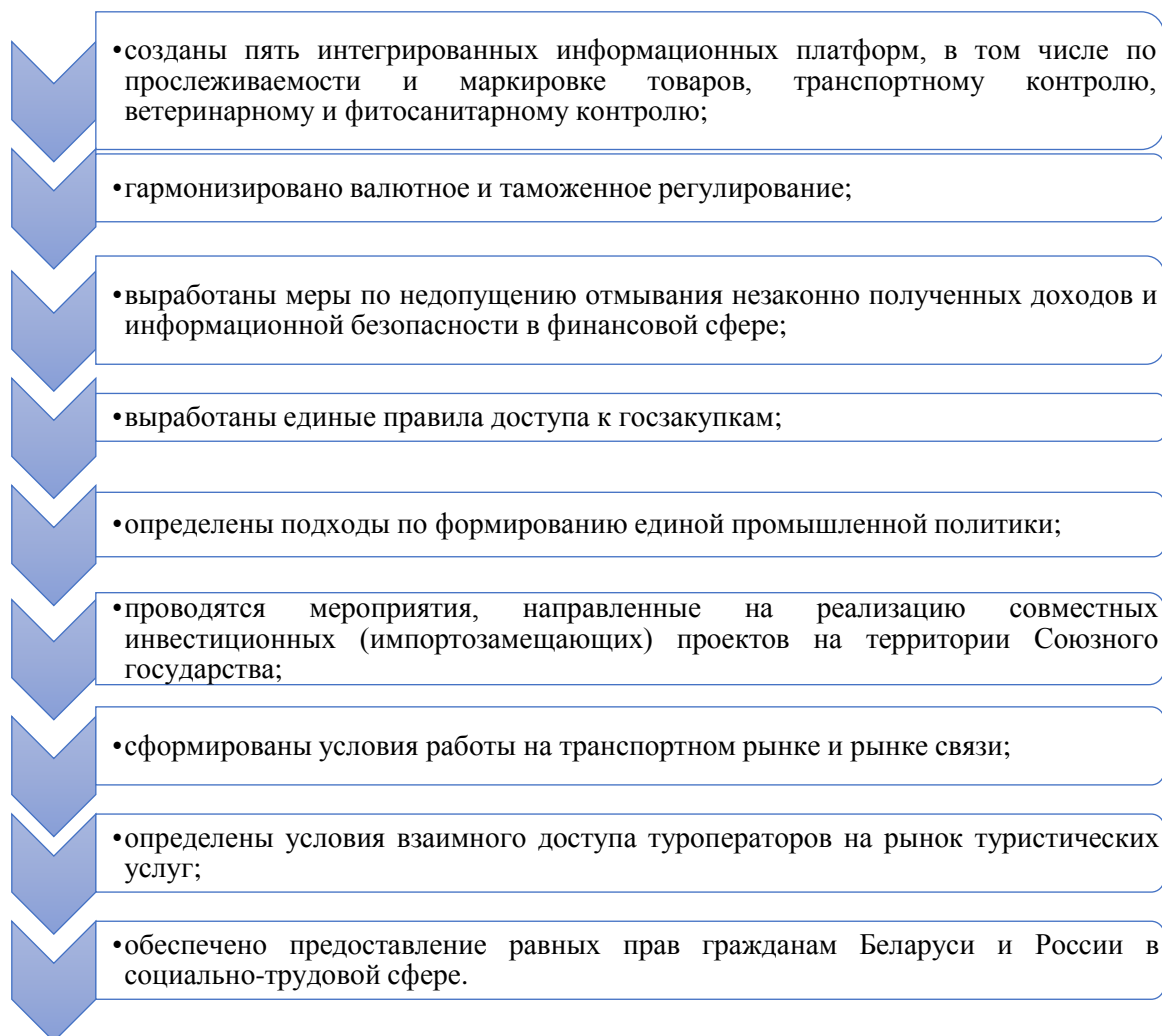 •созданы пять интегрированных информационных платформ, в том числе по
прослеживаемости и маркировке товаров, транспортному контролю,
ветеринарному и фитосанитарному контролю;
•гармонизировано валютное и таможенное регулирование;
•выработаны меры по недопущению отмывания незаконно полученных доходов и
информационной безопасности в финансовой сфере;
•выработаны единые правила доступа к госзакупкам;
•определены подходы по формированию единой промышленной политики;
•проводятся мероприятия, направленные на реализацию совместных
инвестиционных (импортозамещающих) проектов на территории Союзного
государства;
•сформированы условия работы на транспортном рынке и рынке связи;
•определены условия взаимного доступа туроператоров на рынок туристических
услуг;
•обеспечено предоставление равных прав гражданам Беларуси и России в
социально-трудовой сфере.